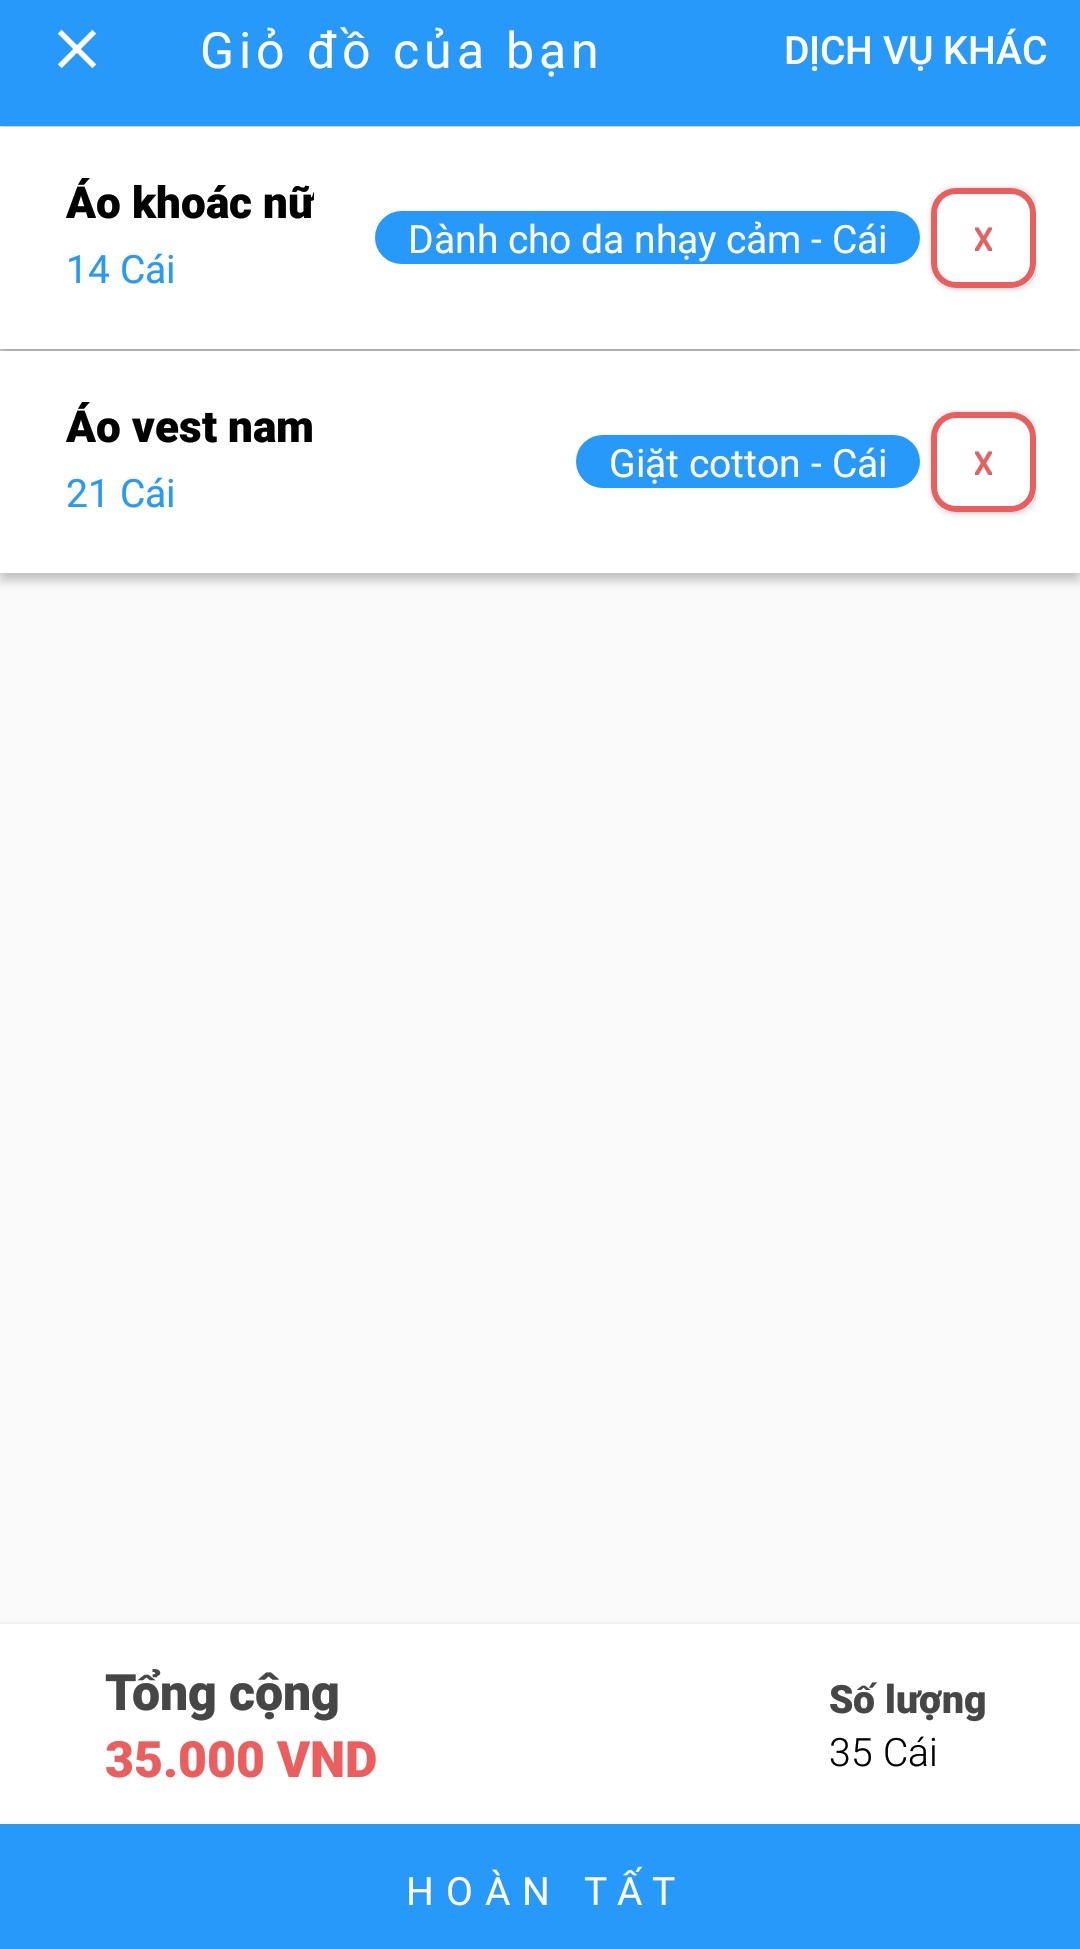 Giỏ đồ của bạn
DỊCH VỤ KHÁC
Áo khoác nữ
14 Cái
Dành cho da nhạy cảm - Cái
X
Áo vest nam
21 Cái
Giặt cotton - Cái
X
Tổng cộng
35.000 VND
Số lượng
35 Cái
HOÀN TẤT